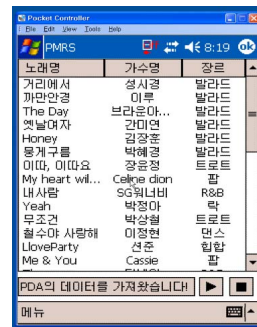 Pocket Controller
File Edit View Tools Help
PMRS 8:19 ok
노래명 가수명 장르
거리에서 성시경 발라드
까만안경 이루 발라드
The Day 브라운아... 발라드
옛날여자 간미연 발라드
Honey 김장훈 발라드
뭉게구름 박혜경 발라드
이따, 이따요 장윤정 트로트
My heart wil... Celine dion 팝
내사람 SG워너비 R&B
Yeah 박정아 락
무조건 박상철 트로트
철수야 사랑해 이정현 댄스
LloveParty 션준 힙합
Me & You Cassie 팝
PDA의 데이터를 가져왔습니다!
메뉴